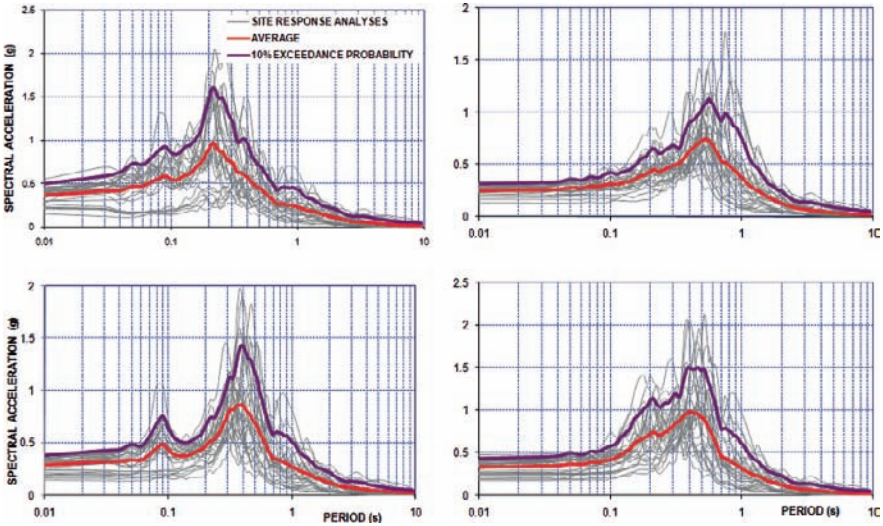 2.5
2
1.5
1
0.5
0
SPECTRAL ACCELERATION (g)
SITE RESPONSE ANALYSES
AVERAGE
10% EXCEEDANCE PROBABILITY
0.01 0.1 1 10
2
1.5
1
0.5
0
0.01 0.1 1 10
2
1.5
1
0.5
0
SPECTRAL ACCELERATION (g)
0.01 0.1 1 10
PERIOD (s)
2.5
2
1.5
1
0.5
0
0.01 0.1 1 10
PERIOD (s)